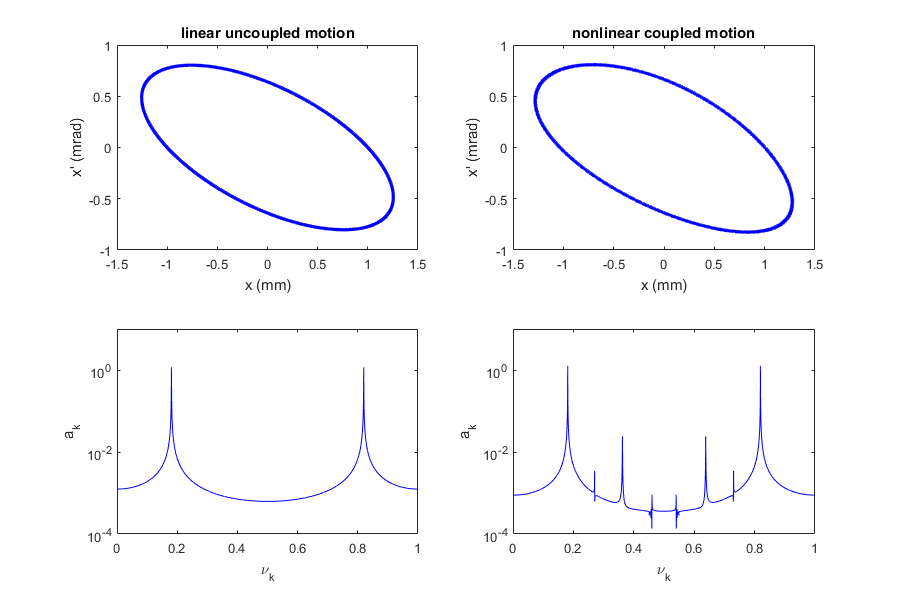 linear uncoupled motion
1
0.5
0
-0.5
-1
x' (mrad)
-1.5 -1 -0.5 0 0.5 1 1.5
x (mm)
nonlinear coupled motion
1
0.5
0
-0.5
-1
x' (mrad)
-1.5 -1 -0.5 0 0.5 1 1.5
x (mm)
10^0
10^-2
10^-4
a_k
0 0.2 0.4 0.6 0.8 1
ν_k
10^0
10^-2
10^-4
a_k
0 0.2 0.4 0.6 0.8 1
ν_k